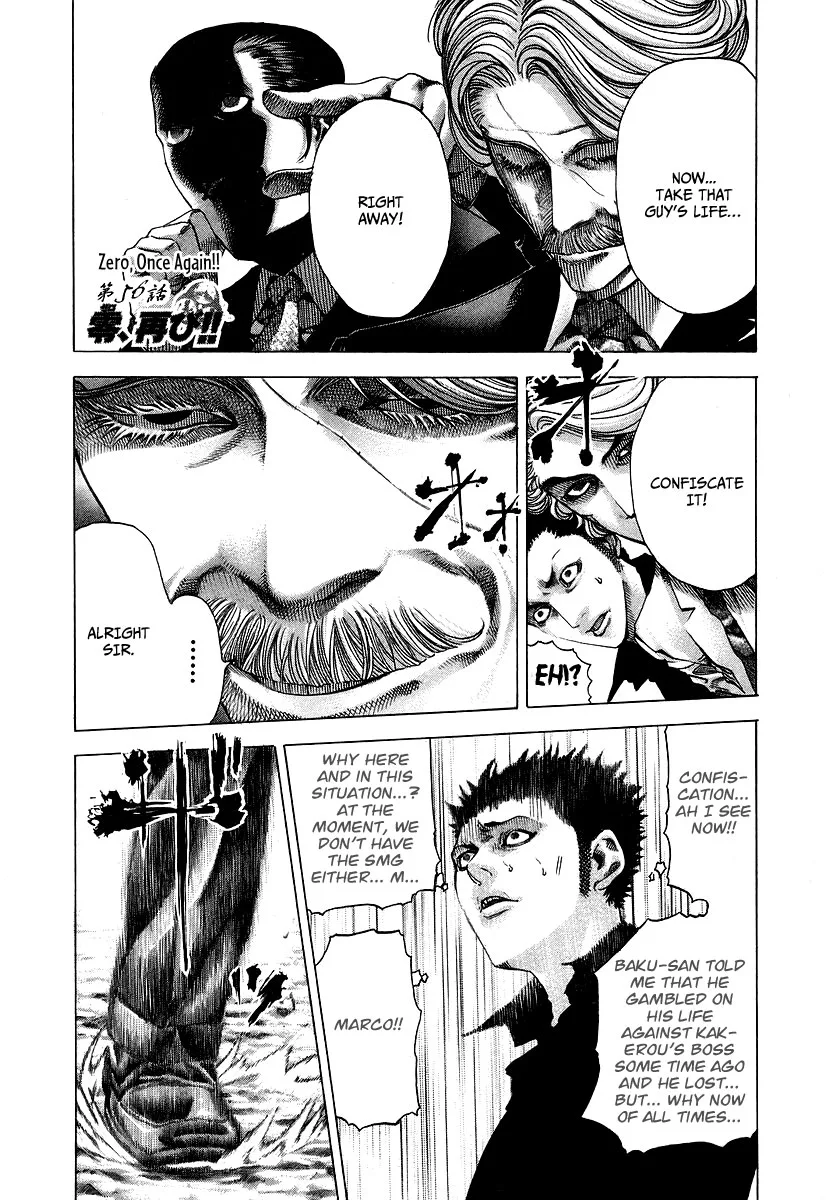 NOW...
TAKE THAT
GUY'S LIFE...
RIGHT
AWAY!
Zero, Once Again!!
第56話
零、再び!!
CONFISCATE
IT!
EH!?
ALRIGHT
SIR.
......
CONFIS-
CATION...
AH I SEE
NOW!!
WHY HERE
AND IN THIS
SITUATION...?
AT THE
MOMENT, WE
DON'T HAVE
THE SMG
EITHER... M...
BAKU-SAN TOLD
ME THAT HE
GAMBLED ON
HIS LIFE
AGAINST KAK-
EROU'S BOSS
SOME TIME AGO
AND HE LOST...
BUT... WHY NOW
OF ALL TIMES...
MARCO!!